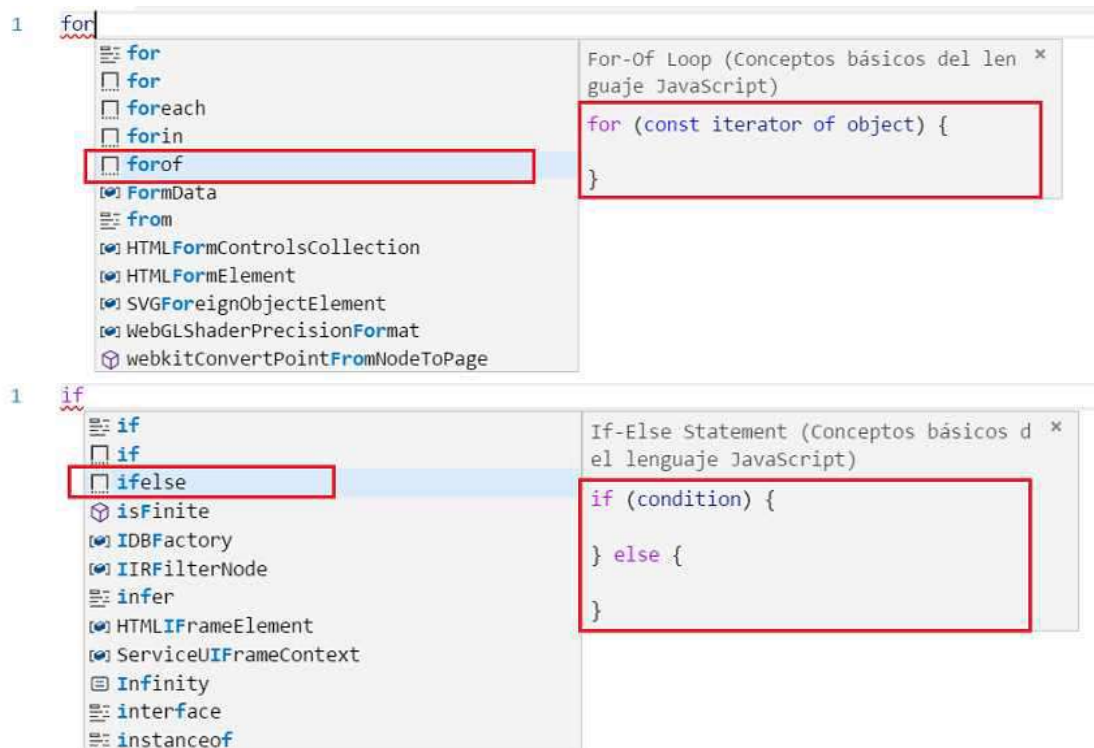 1 for
for
for
foreach
forin
forof
FormData
from
HTMLFormControlsCollection
HTMLFormElement
SVGForeignObjectElement
WebGLShaderPrecisionFormat
webkitConvertPointFromNodeToPage
For-Of Loop (Conceptos básicos del len ×
guaje JavaScript)
for (const iterator of object) {
}
1 if
if
if
ifelse
isFinite
IDBFactory
IIRFilterNode
infer
HTMLIFrameElement
ServiceUIFrameContext
Infinity
interface
instanceof
If-Else Statement (Conceptos básicos d ×
el lenguaje JavaScript)
if (condition) {
} else {
}